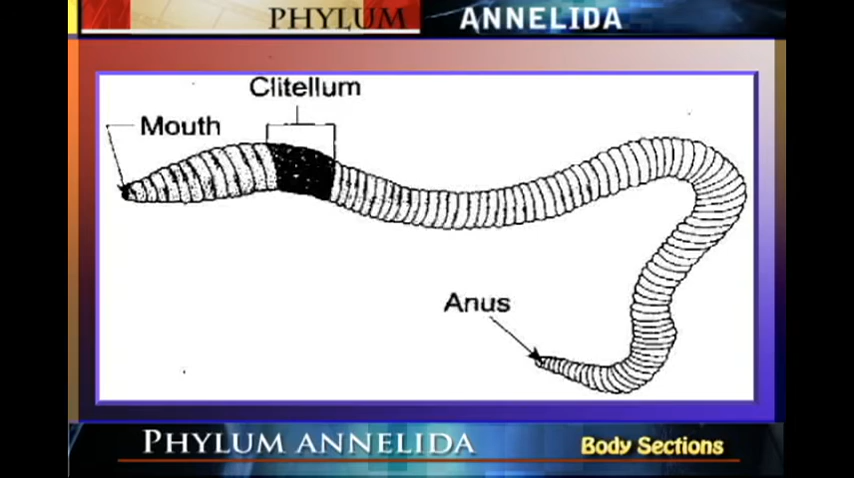 PHYLUM ANNELIDA
Clitellum
Mouth
Anus
PHYLUM ANNELIDA
Body Sections